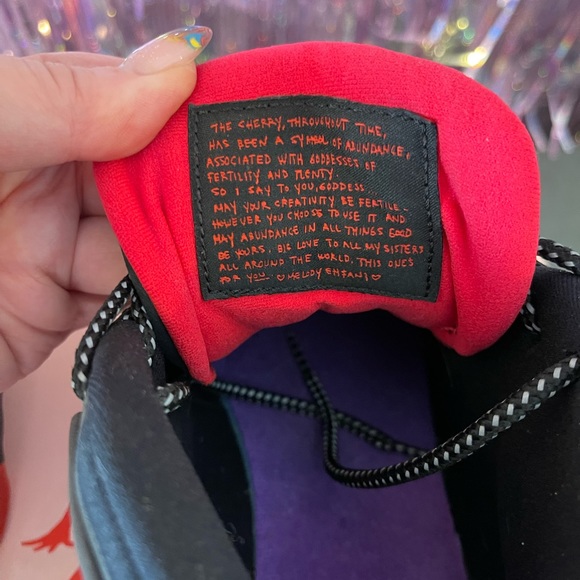 THE CHERRY, THROUGHOUT TIME,
HAS BEEN A SYMBOL OF ABUNDANCE,
ASSOCIATED WITH GODDESSES OF
FERTILITY AND PLENTY.
SO I SAY TO YOU, GODDESS
MAY YOUR CREATIVITY BE FERTILE -
HOWEVER YOU CHOOSE TO USE IT AND
MAY ABUNDANCE IN ALL THINGS GOOD
BE YOURS. BIG LOVE TO ALL MY SISTERS
ALL AROUND THE WORLD. THIS ONES
FOR YOU. ♡ MELODY EHSANI ♡